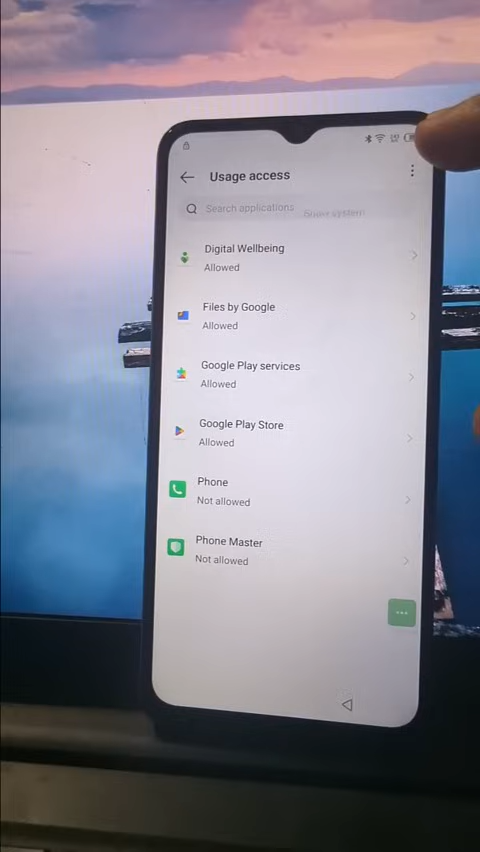 Usage access
Search applications
Show system
Digital Wellbeing
Allowed
Files by Google
Allowed
Google Play services
Allowed
Google Play Store
Allowed
Phone
Not allowed
Phone Master
Not allowed